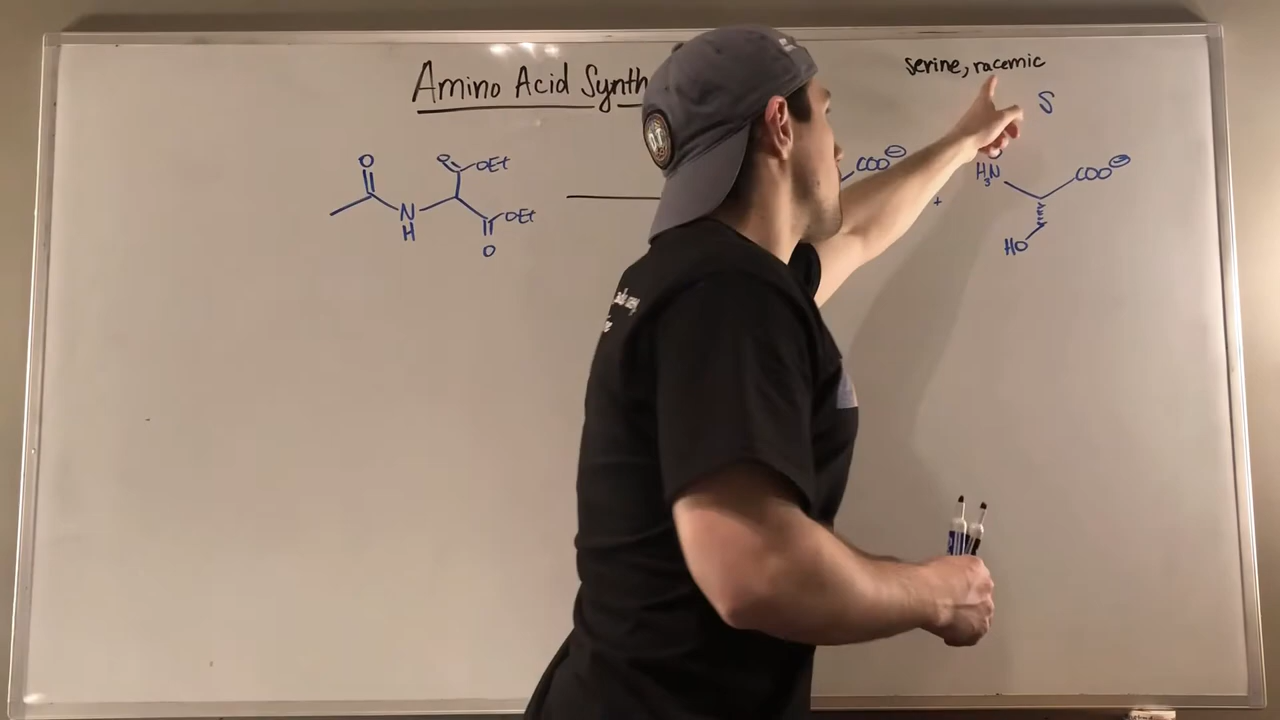 Amino Acid Synth
serine, racemic
S
O
O
OEt
N
H
OEt
O
COO⊖
+
H₃N
COO⊖
HO